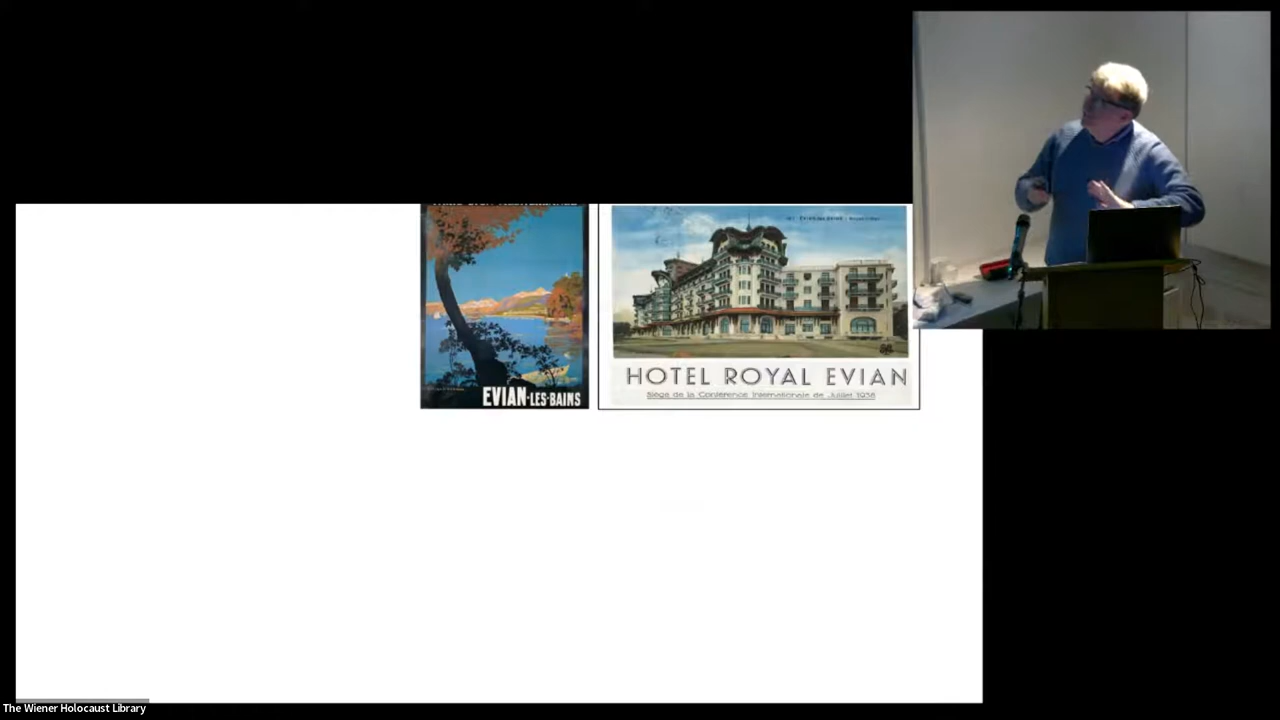 EVIAN-LES-BAINS
HOTEL ROYAL EVIAN
Siège de la Conférence Internationale de Juillet 1938
The Wiener Holocaust Library